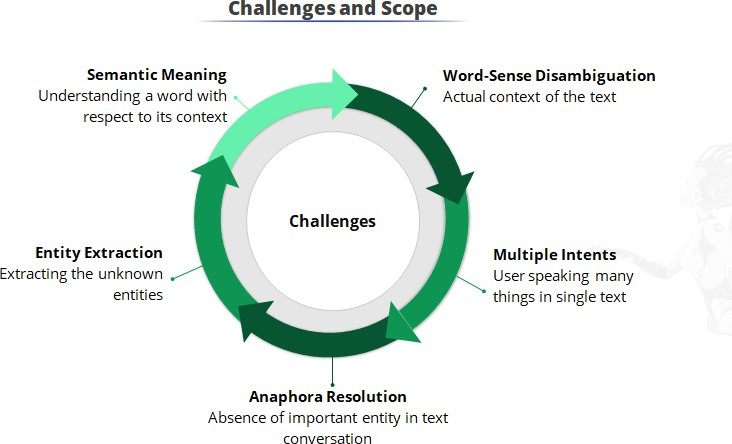 Challenges and Scope
Semantic Meaning
Understanding a word with
respect to its context
Word-Sense Disambiguation
Actual context of the text
Challenges
Entity Extraction
Extracting the unknown
entities
Multiple Intents
User speaking many
things in single text
Anaphora Resolution
Absence of important entity in text
conversation